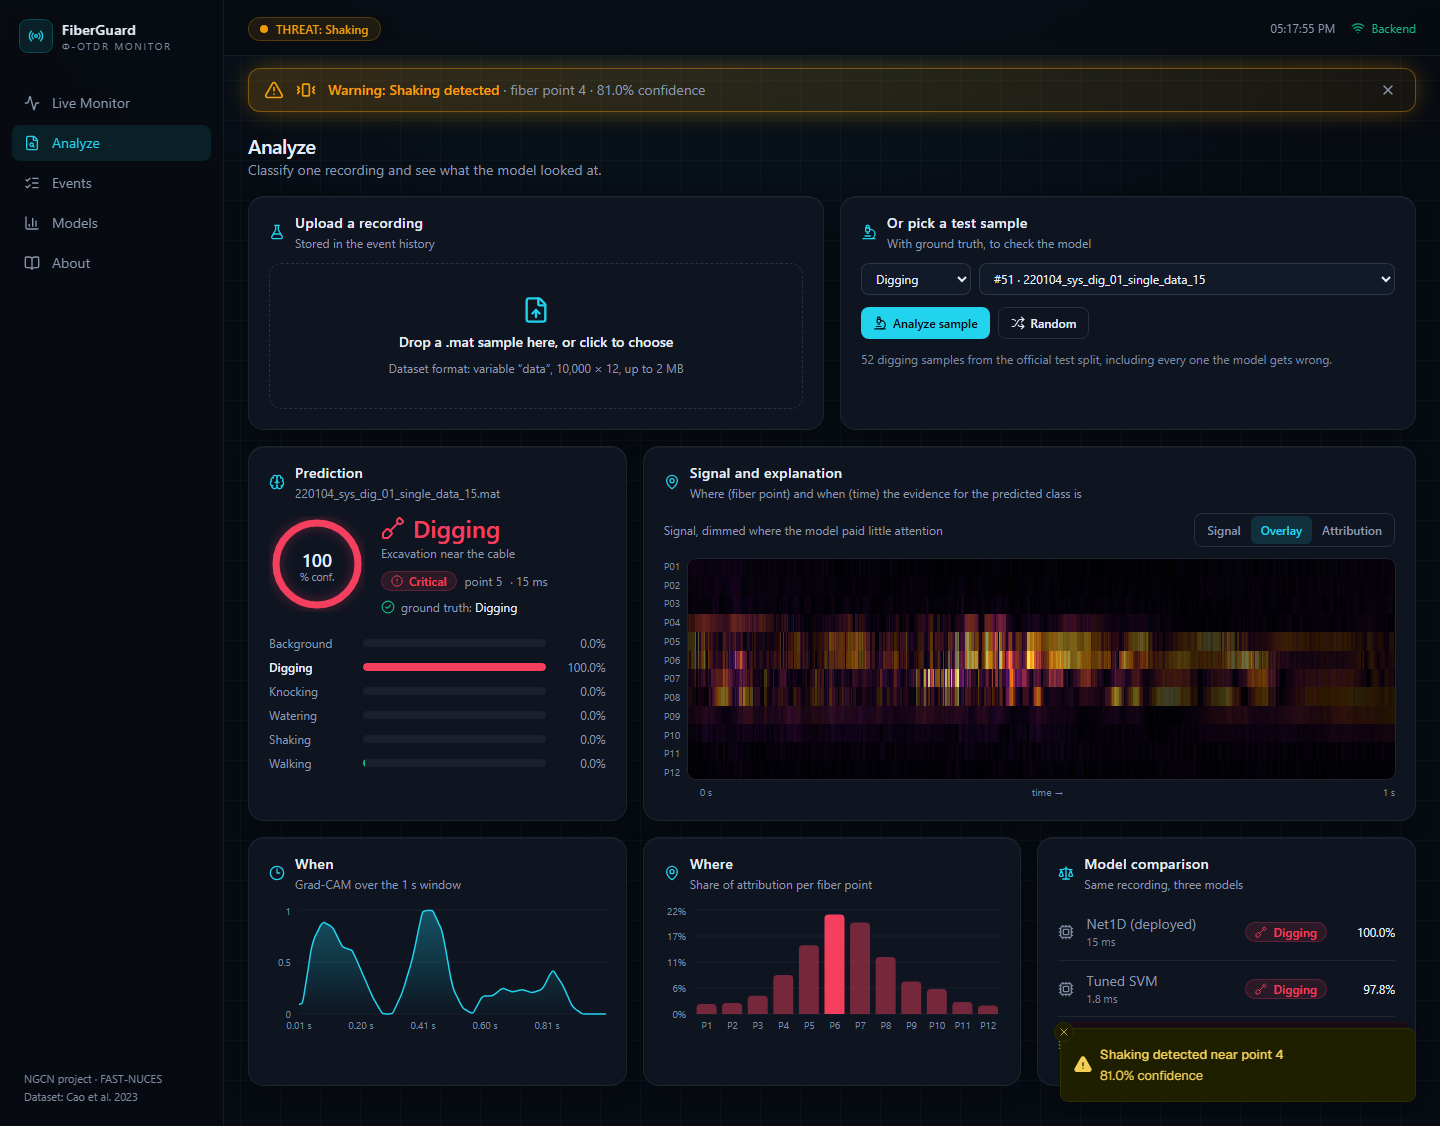 FiberGuard
Φ-OTDR MONITOR
Live Monitor
Analyze
Events
Models
About
NGCN project · FAST-NUCES
Dataset: Cao et al. 2023
THREAT: Shaking
05:17:55 PM
Backend
Warning: Shaking detected · fiber point 4 · 81.0% confidence
Analyze
Classify one recording and see what the model looked at.
Upload a recording
Stored in the event history
Drop a .mat sample here, or click to choose
Dataset format: variable “data”, 10,000 × 12, up to 2 MB
Or pick a test sample
With ground truth, to check the model
Digging
#51 · 220104_sys_dig_01_single_data_15
Analyze sample
Random
52 digging samples from the official test split, including every one the model gets wrong.
Prediction
220104_sys_dig_01_single_data_15.mat
100
% conf.
Digging
Excavation near the cable
Critical
point 5 · 15 ms
ground truth: Digging
Background 0.0%
Digging 100.0%
Knocking 0.0%
Watering 0.0%
Shaking 0.0%
Walking 0.0%
Signal and explanation
Where (fiber point) and when (time) the evidence for the predicted class is
Signal, dimmed where the model paid little attention
Signal
Overlay
Attribution
P01
P02
P03
P04
P05
P06
P07
P08
P09
P10
P11
P12
0 s
time →
1 s
When
Grad-CAM over the 1 s window
1
0.5
0
0.01 s
0.20 s
0.41 s
0.60 s
0.81 s
Where
Share of attribution per fiber point
22%
17%
11%
6%
0%
P1
P2
P3
P4
P5
P6
P7
P8
P9
P10
P11
P12
Model comparison
Same recording, three models
Net1D (deployed)
15 ms
Digging
100.0%
Tuned SVM
1.8 ms
Digging
97.8%
Shaking detected near point 4
81.0% confidence